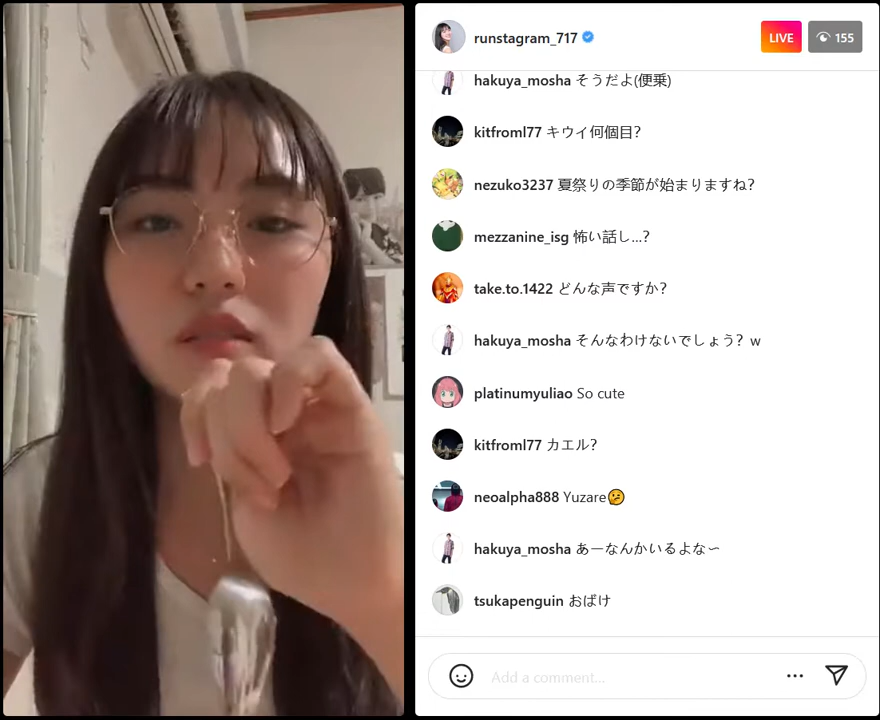 runstagram_717
LIVE
155
hakuya_mosha そうだよ(便乗)
kitfroml77 キウイ何個目?
nezuko3237 夏祭りの季節が始まりますね?
mezzanine_isg 怖い話し...?
take.to.1422 どんな声ですか?
hakuya_mosha そんなわけないでしょう? w
platinumyuliao So cute
kitfroml77 カエル?
neoalpha888 Yuzare🫤
hakuya_mosha あーなんかいるよな〜
tsukapenguin おばけ
Add a comment...